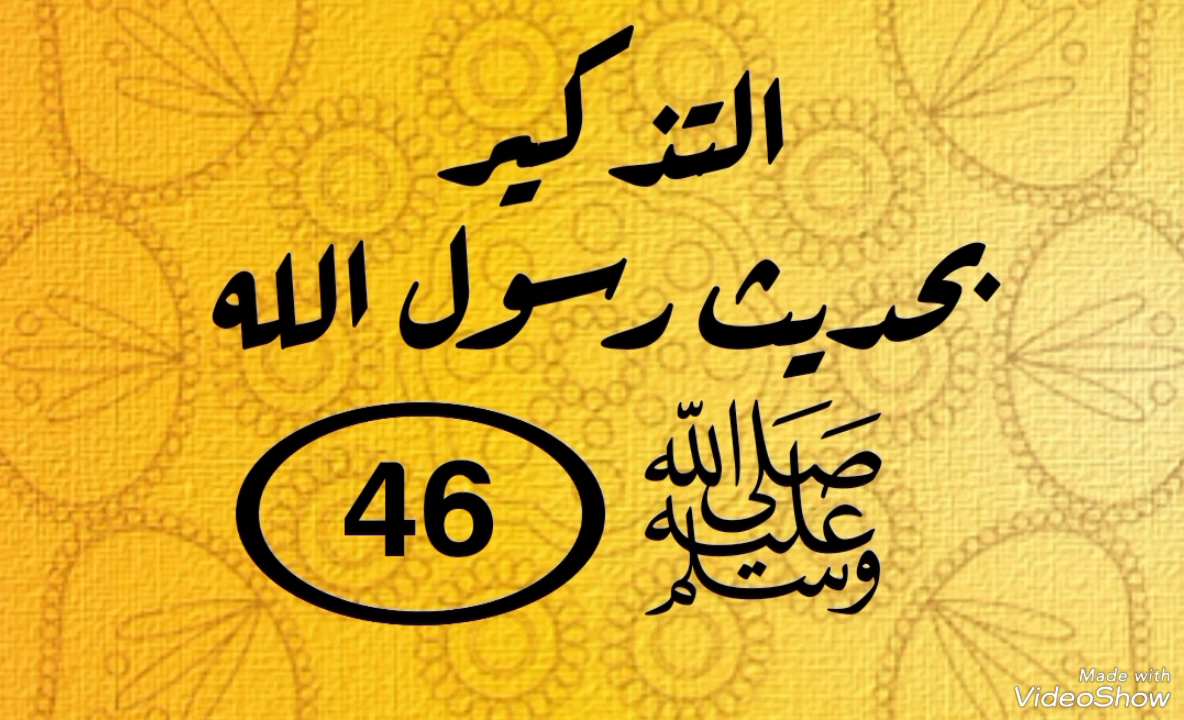 التذكير
بحديث رسول الله
صلى الله عليه وسلم
46
Made with
VideoShow